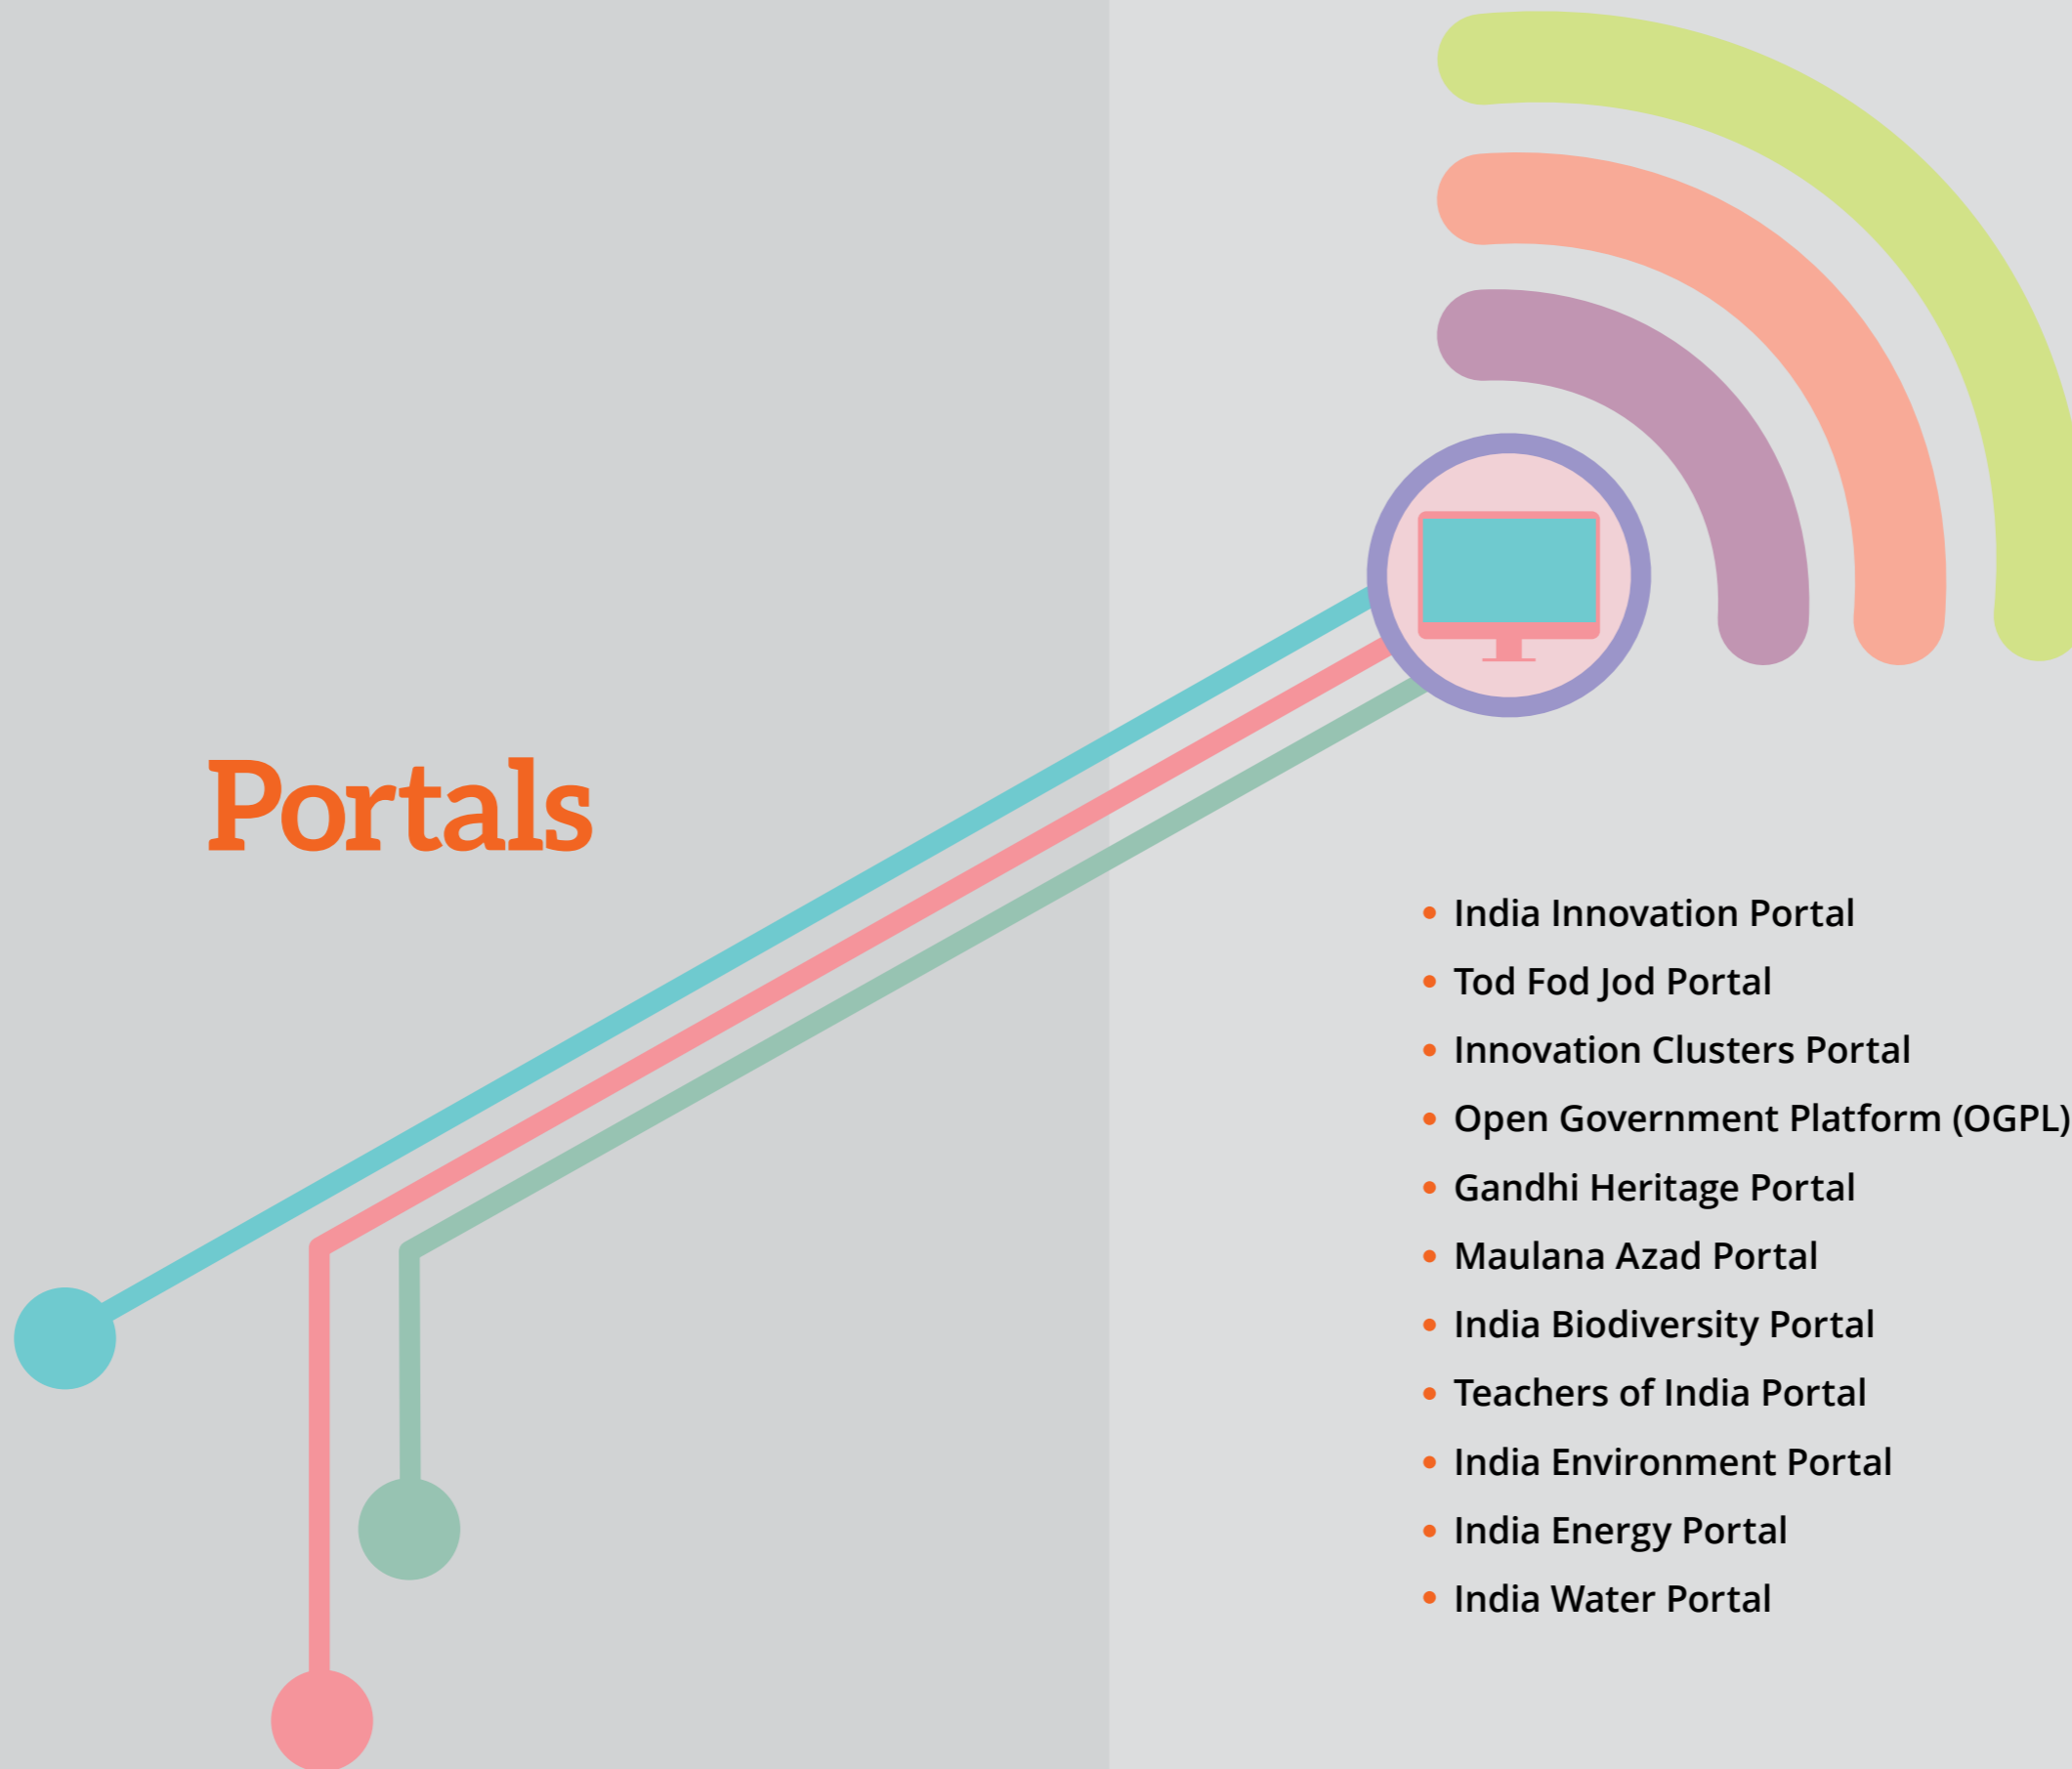 Portals
• India Innovation Portal
• Tod Fod Jod Portal
• Innovation Clusters Portal
• Open Government Platform (OGPL)
• Gandhi Heritage Portal
• Maulana Azad Portal
• India Biodiversity Portal
• Teachers of India Portal
• India Environment Portal
• India Energy Portal
• India Water Portal